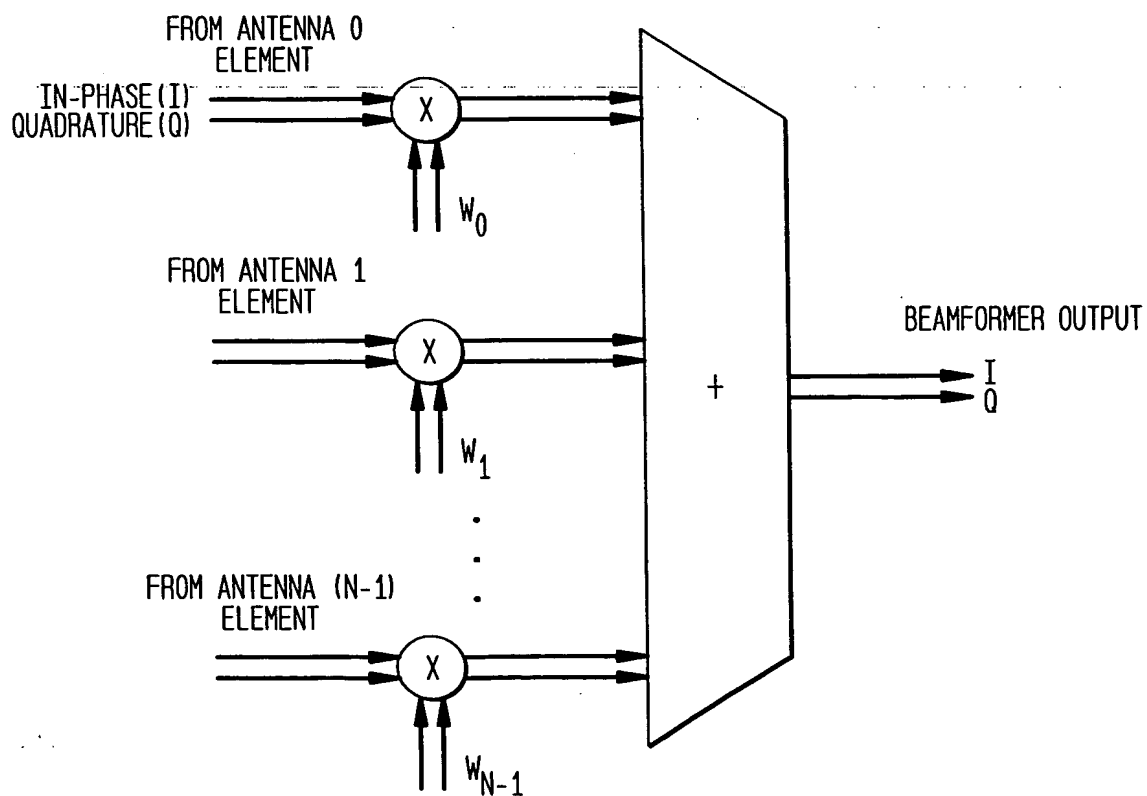 FROM ANTENNA 0
ELEMENT
IN-PHASE(I)
QUADRATURE(Q)
X
W0
FROM ANTENNA 1
ELEMENT
X
W1
+
BEAMFORMER OUTPUT
I
Q
FROM ANTENNA (N-1)
ELEMENT
X
WN-1